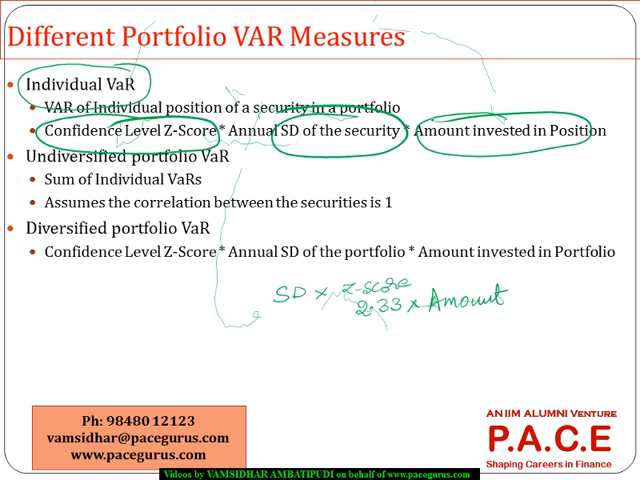 Different Portfolio VAR Measures
Individual VaR
VAR of Individual position of a security in a portfolio
Confidence Level Z-Score * Annual SD of the security * Amount invested in Position
Undiversified portfolio VaR
Sum of Individual VaRs
Assumes the correlation between the securities is 1
Diversified portfolio VaR
Confidence Level Z-Score * Annual SD of the portfolio * Amount invested in Portfolio
SD × Z-score
2.33 × Amount
Ph: 98480 12123
vamsidhar@pacegurus.com
www.pacegurus.com
AN IIM ALUMNI VENTURE
P.A.C.E
Shaping Careers in Finance
Videos by VAMSIDHAR AMBATIPUDI on behalf of www.pacegurus.com